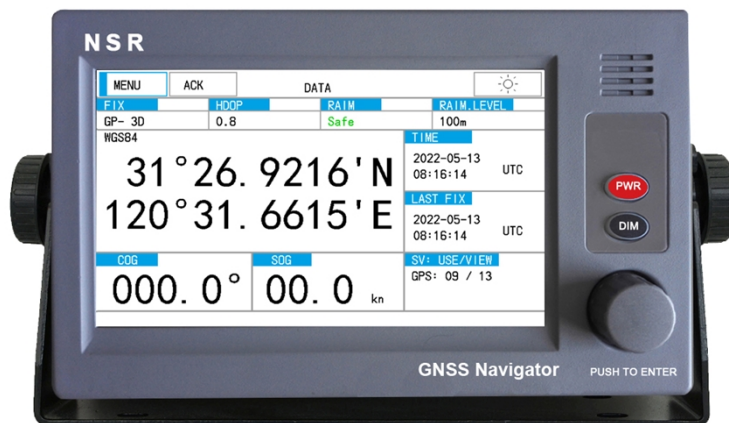 NSR
MENU ACK DATA
FIX HDOP RAIM RAIM.LEVEL
GP- 3D 0.8 Safe 100m
WGS84
31°26.9216'N
120°31.6615'E
TIME
2022-05-13
08:16:14 UTC
LAST FIX
2022-05-13
08:16:14 UTC
COG SOG SV: USE/VIEW
000.0° 00.0 kn GPS: 09 / 13
PWR
DIM
GNSS Navigator
PUSH TO ENTER